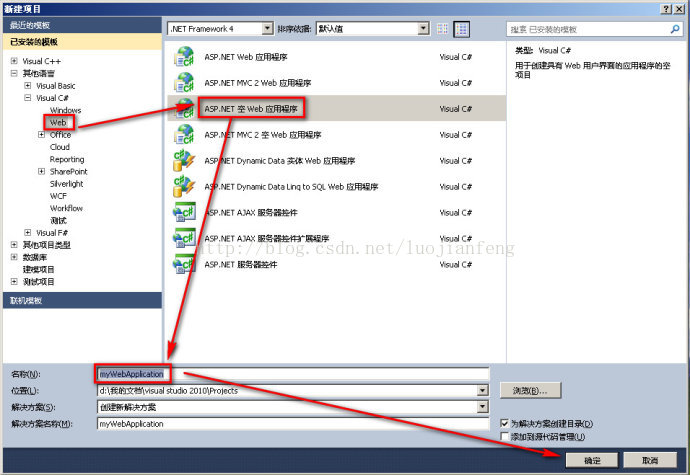 新建项目
最近的模板
.NET Framework 4 排序依据: 默认值
搜索 已安装的模板
已安装的模板
Visual C++
其他语言
Visual Basic
Visual C#
Windows
Web
Office
Cloud
Reporting
SharePoint
Silverlight
WCF
Workflow
测试
Visual F#
其他项目类型
数据库
建模项目
测试项目
联机模板
ASP.NET Web 应用程序 Visual C#
ASP.NET MVC 2 Web 应用程序 Visual C#
ASP.NET 空 Web 应用程序 Visual C#
ASP.NET MVC 2 空 Web 应用程序 Visual C#
ASP.NET Dynamic Data 实体 Web 应用程序 Visual C#
ASP.NET Dynamic Data Linq to SQL Web 应用程序 Visual C#
ASP.NET AJAX 服务器控件 Visual C#
ASP.NET AJAX 服务器控件扩展程序 Visual C#
ASP.NET 服务器控件 Visual C#
http://blog.csdn.net/luojianfeng
类型: Visual C#
用于创建具有 Web 用户界面的应用程序的空项目
名称(N): myWebApplication
位置(L): d:\我的文档\visual studio 2010\Projects 浏览(B)...
解决方案(S): 创建新解决方案
解决方案名称(M): myWebApplication
为解决方案创建目录(D)
添加到源代码管理(U)
确定 取消